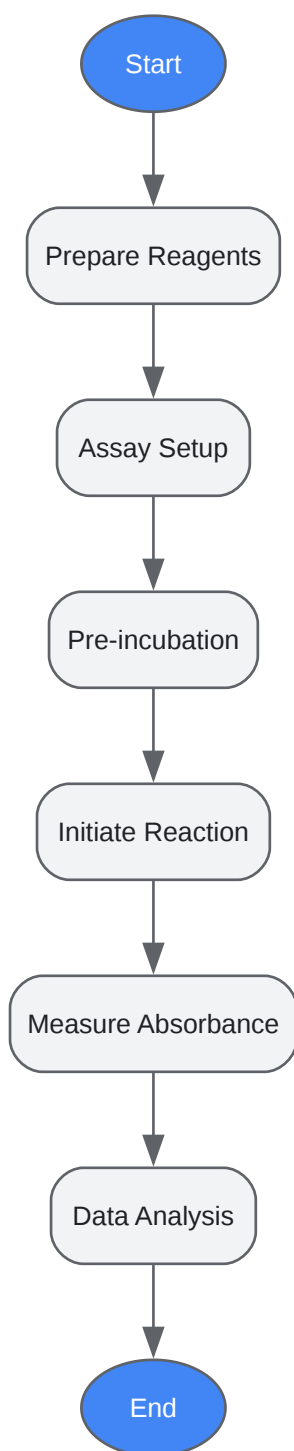 Start
Prepare Reagents
Assay Setup
Pre-incubation
Initiate Reaction
Measure Absorbance
Data Analysis
End